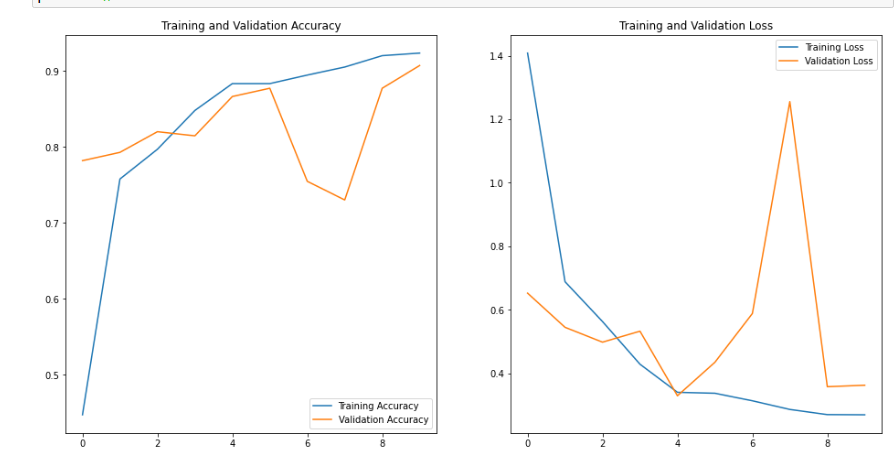 Training and Validation Accuracy
0.9
0.8
0.7
0.6
0.5
Training Accuracy
Validation Accuracy
0 2 4 6 8
Training and Validation Loss
Training Loss
Validation Loss
1.4
1.2
1.0
0.8
0.6
0.4
0 2 4 6 8